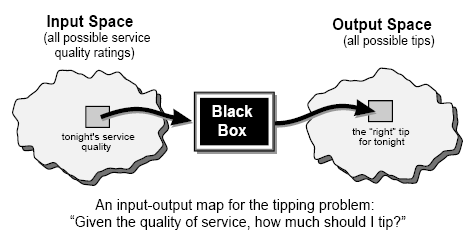 Input Space
(all possible service
quality ratings)
Output Space
(all possible tips)
tonight's service
quality
Black
Box
the "right" tip
for tonight
An input-output map for the tipping problem:
“Given the quality of service, how much should I tip?”